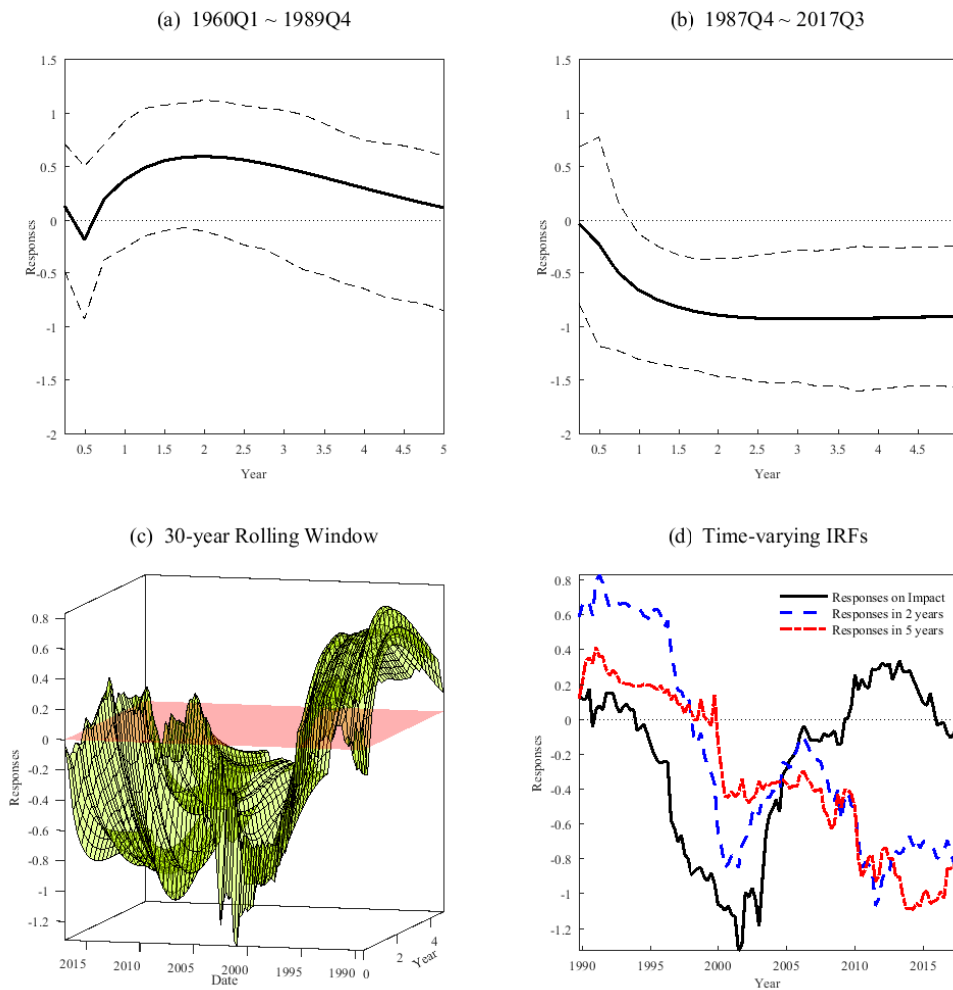 (a) 1960Q1 ~ 1989Q4
1.5
1
0.5
0
-0.5
-1
-1.5
-2
Responses
0.5 1 1.5 2 2.5 3 3.5 4 4.5 5
Year
(b) 1987Q4 ~ 2017Q3
1.5
1
0.5
0
-0.5
-1
-1.5
-2
Responses
0.5 1 1.5 2 2.5 3 3.5 4 4.5
Year
(c) 30-year Rolling Window
0.8
0.6
0.4
0.2
0
-0.2
-0.4
-0.6
-0.8
-1
-1.2
Responses
2015 2010 2005 2000 1995 1990
Date
0 2 4
Year
(d) Time-varying IRFs
Responses on Impact
Responses in 2 years
Responses in 5 years
0.8
0.6
0.4
0.2
0
-0.2
-0.4
-0.6
-0.8
-1
-1.2
Responses
1990 1995 2000 2005 2010 2015
Year